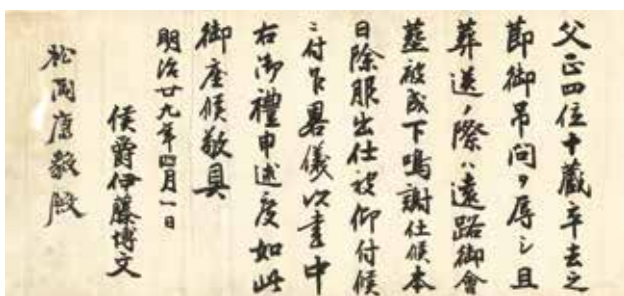 父正四位十蔵卒去之
節御吊問ヲ辱シ且
葬送ノ際ハ遠路御會
葬被成下鳴謝仕候本
日除服出仕被仰付候
ニ付乍畧儀以書中
右御禮申述度如此
御座候敬具
明治廿九年四月一日
侯爵伊藤博文
松岡康毅殿